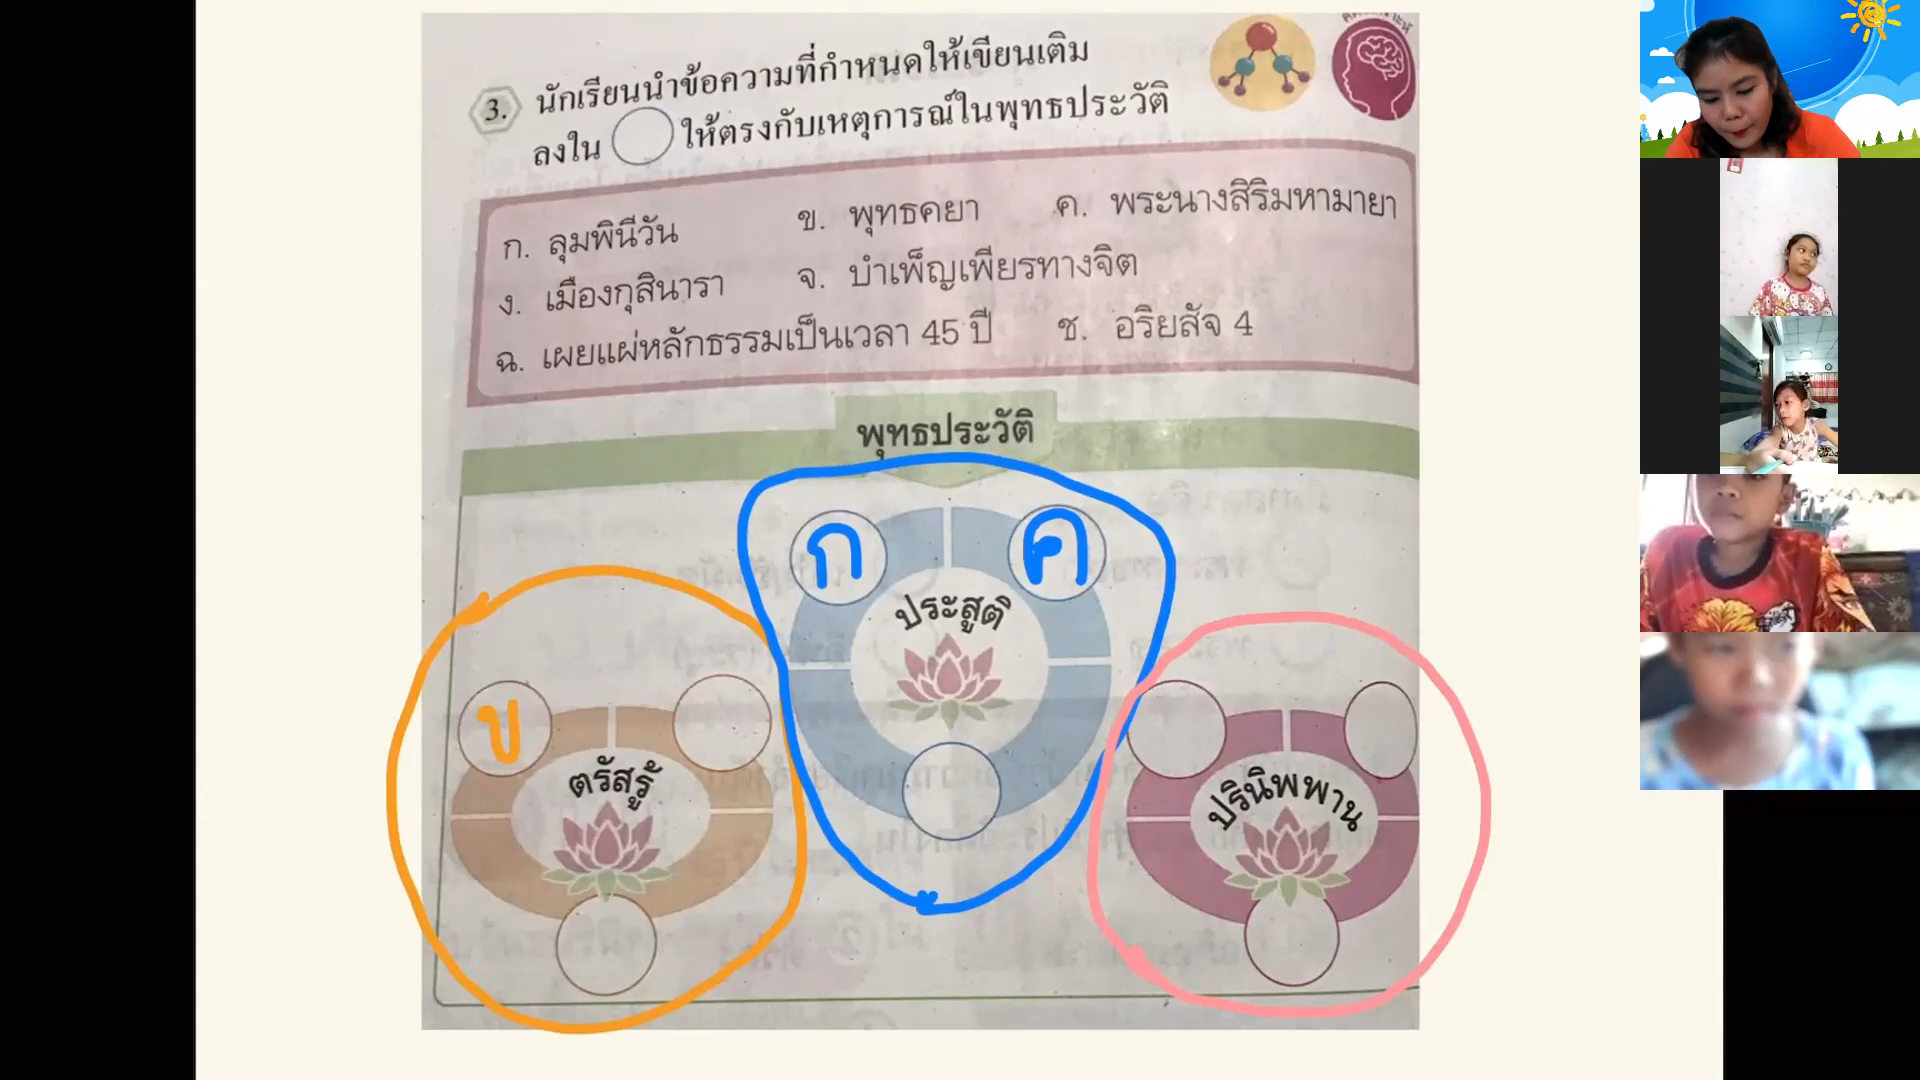 3. นักเรียนนำข้อความที่กำหนดให้เขียนเติม
ลงใน ให้ตรงกับเหตุการณ์ในพุทธประวัติ
ก. ลุมพินีวัน ข. พุทธคยา ค. พระนางสิริมหามายา
ง. เมืองกุสินารา จ. บำเพ็ญเพียรทางจิต
ฉ. เผยแผ่หลักธรรมเป็นเวลา 45 ปี ช. อริยสัจ 4
พุทธประวัติ
ก ค
ประสูติ
ข
ตรัสรู้
ปรินิพพาน